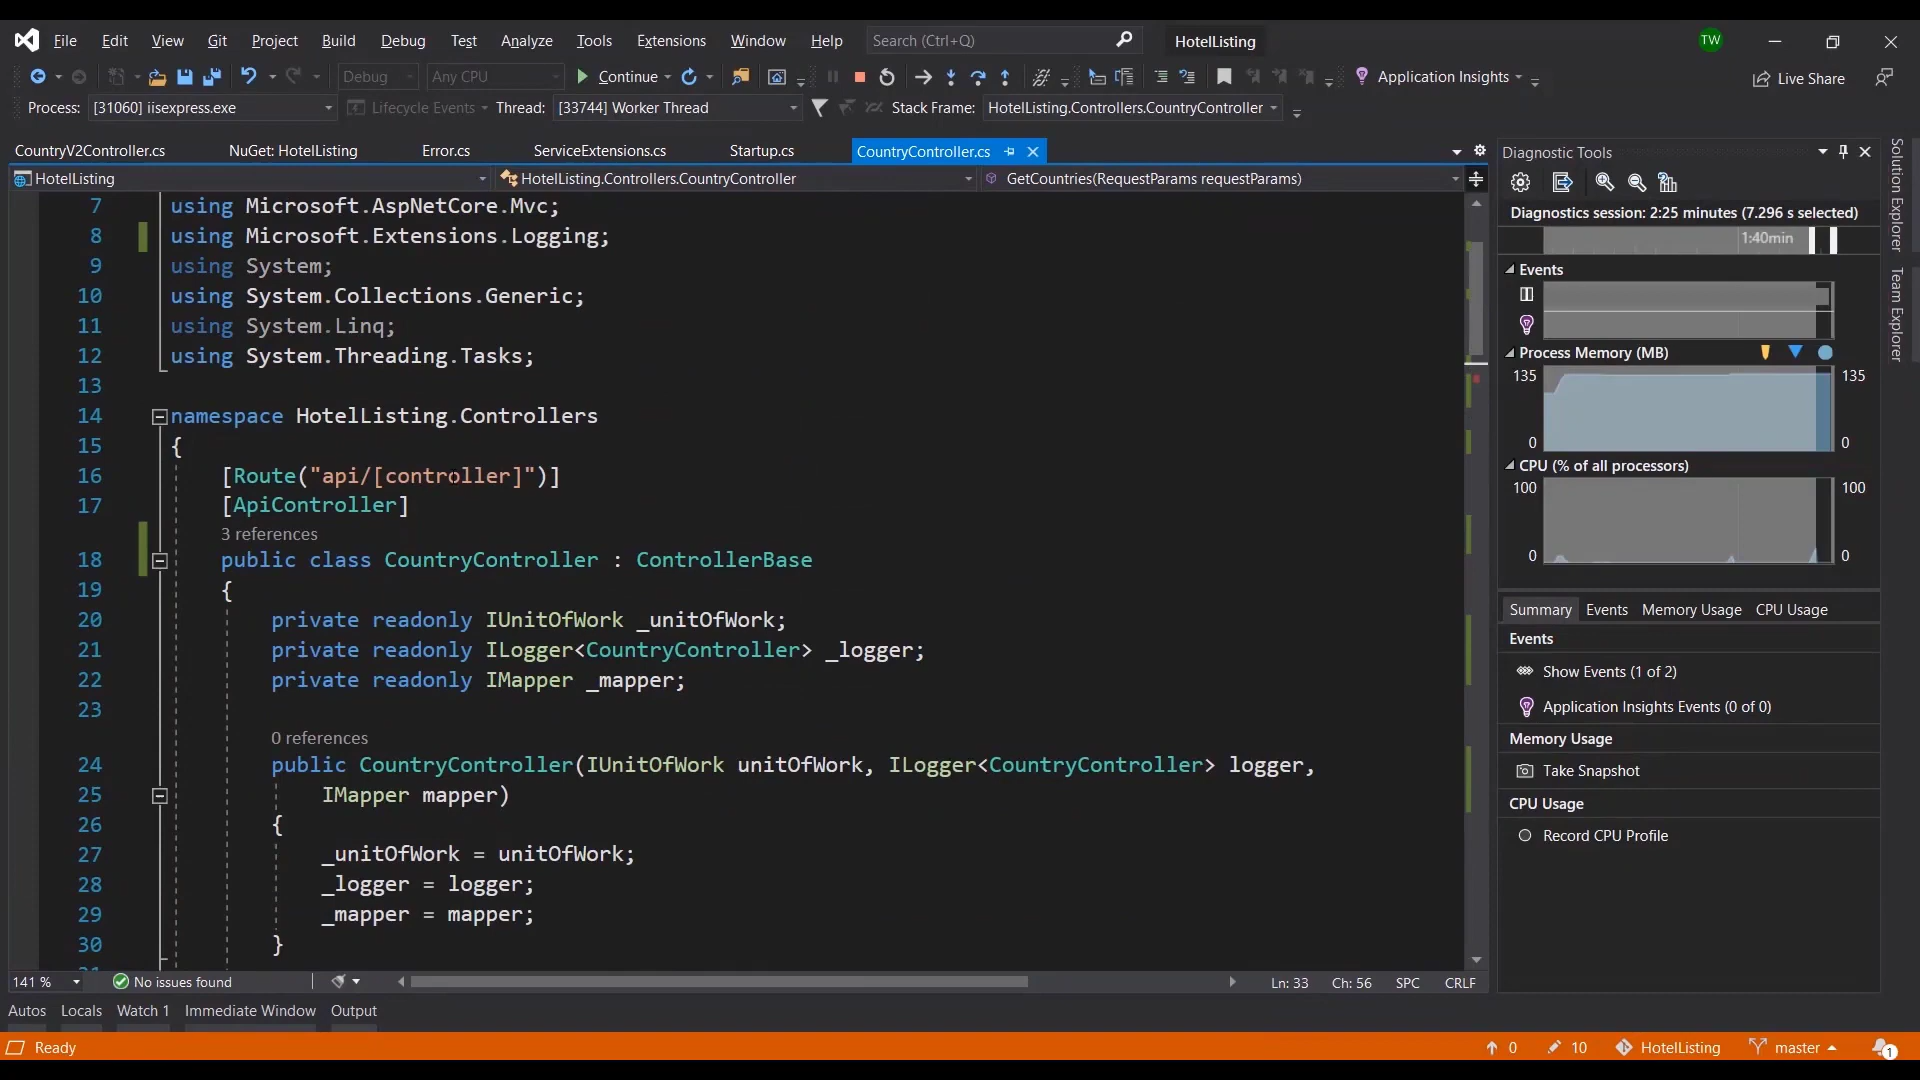 File Edit View Git Project Build Debug Test Analyze Tools Extensions Window Help Search (Ctrl+Q) HotelListing TW
Debug Any CPU Continue Application Insights Live Share
Process: [31060] iisexpress.exe Lifecycle Events Thread: [33744] Worker Thread Stack Frame: HotelListing.Controllers.CountryController
CountryV2Controller.cs NuGet: HotelListing Error.cs ServiceExtensions.cs Startup.cs CountryController.cs
HotelListing HotelListing.Controllers.CountryController GetCountries(RequestParams requestParams)
7 using Microsoft.AspNetCore.Mvc;
8 using Microsoft.Extensions.Logging;
9 using System;
10 using System.Collections.Generic;
11 using System.Linq;
12 using System.Threading.Tasks;
13
14 namespace HotelListing.Controllers
15 {
16 [Route("api/[controller]")]
17 [ApiController]
3 references
18 public class CountryController : ControllerBase
19 {
20 private readonly IUnitOfWork _unitOfWork;
21 private readonly ILogger<CountryController> _logger;
22 private readonly IMapper _mapper;
23
0 references
24 public CountryController(IUnitOfWork unitOfWork, ILogger<CountryController> logger,
25 IMapper mapper)
26 {
27 _unitOfWork = unitOfWork;
28 _logger = logger;
29 _mapper = mapper;
30 }
141 % No issues found Ln: 33 Ch: 56 SPC CRLF
Autos Locals Watch 1 Immediate Window Output
Ready 0 10 HotelListing master 1
Diagnostic Tools
Diagnostics session: 2:25 minutes (7.296 s selected)
1:40min
Events
Process Memory (MB)
135 135
0 0
CPU (% of all processors)
100 100
0 0
Summary Events Memory Usage CPU Usage
Events
Show Events (1 of 2)
Application Insights Events (0 of 0)
Memory Usage
Take Snapshot
CPU Usage
Record CPU Profile
Solution Explorer
Team Explorer